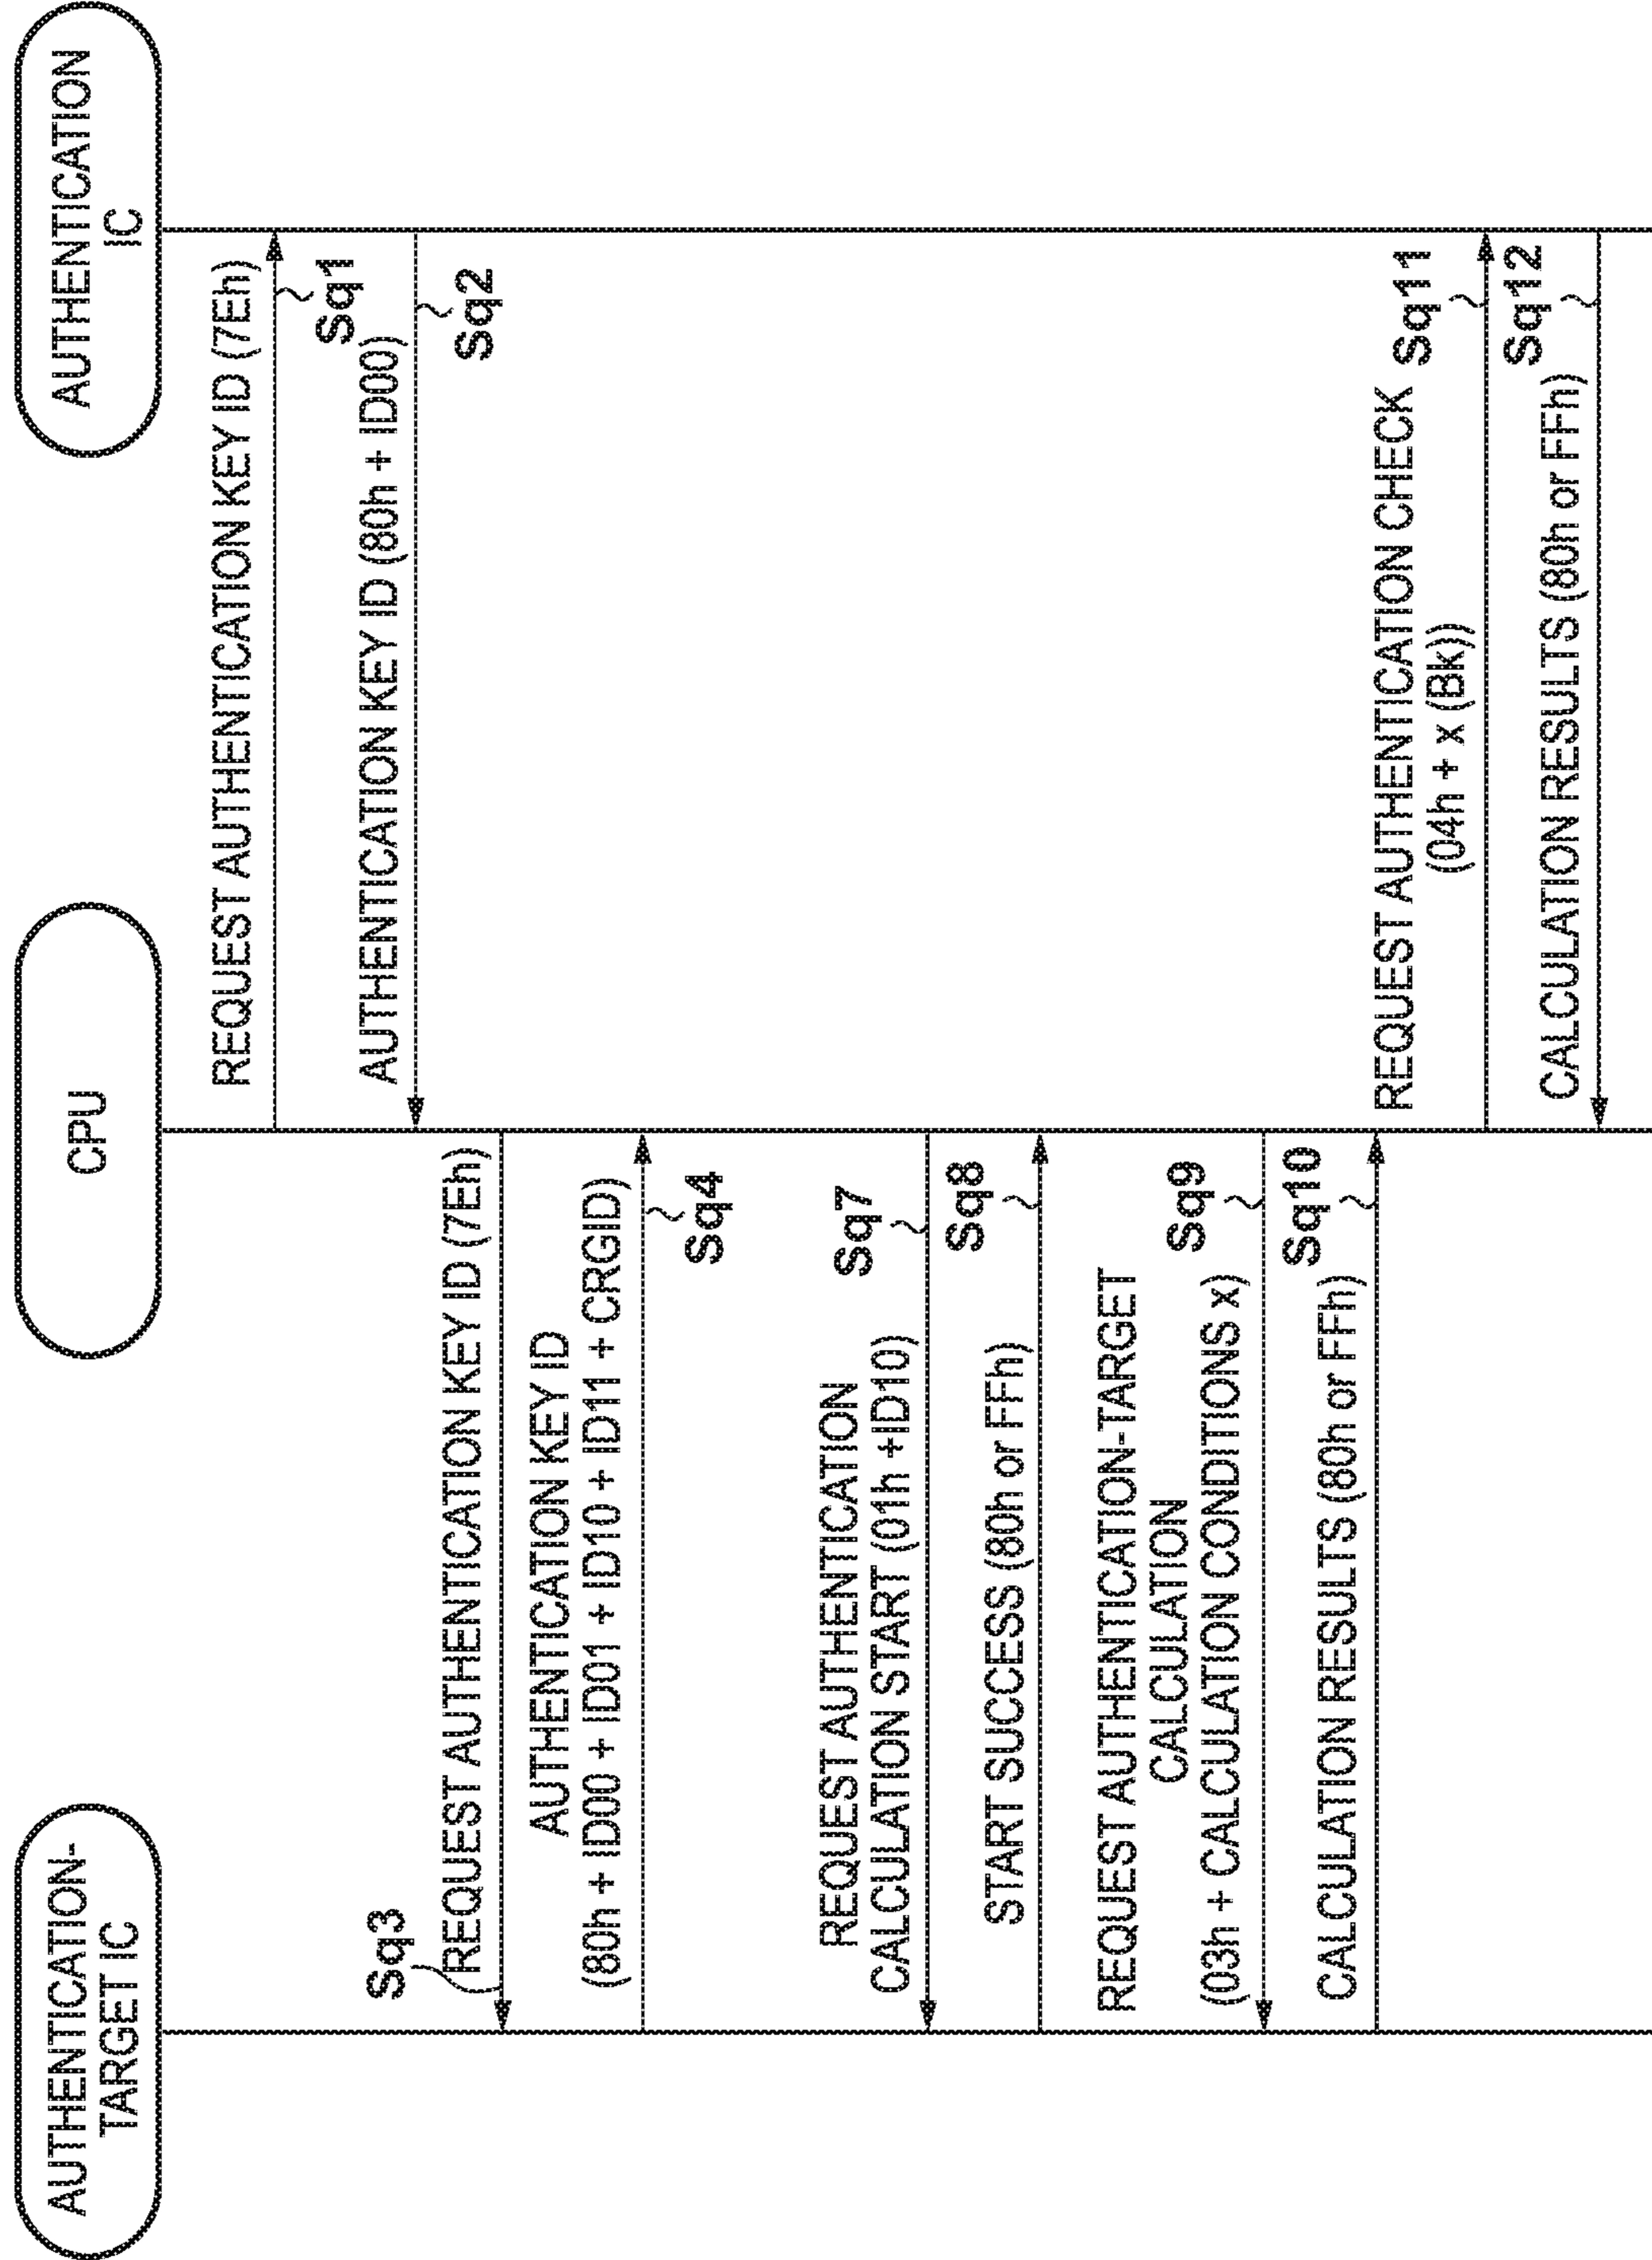 AUTHENTICATION-
TARGET IC
CPU
AUTHENTICATION
IC
REQUEST AUTHENTICATION KEY ID (7Eh)
Sq1
AUTHENTICATION KEY ID (80h + ID00)
Sq2
Sq3
REQUEST AUTHENTICATION KEY ID (7Eh)
AUTHENTICATION KEY ID
(80h + ID00 + ID01 + ID10 + ID11 + CRGID)
Sq4
REQUEST AUTHENTICATION
CALCULATION START (01h +ID10)
Sq7
START SUCCESS (80h or FFh)
Sq8
REQUEST AUTHENTICATION-TARGET
CALCULATION
(03h + CALCULATION CONDITIONS x)
Sq9
CALCULATION RESULTS (80h or FFh)
Sq10
REQUEST AUTHENTICATION CHECK
(04h + x (Bk))
Sq11
CALCULATION RESULTS (80h or FFh)
Sq12